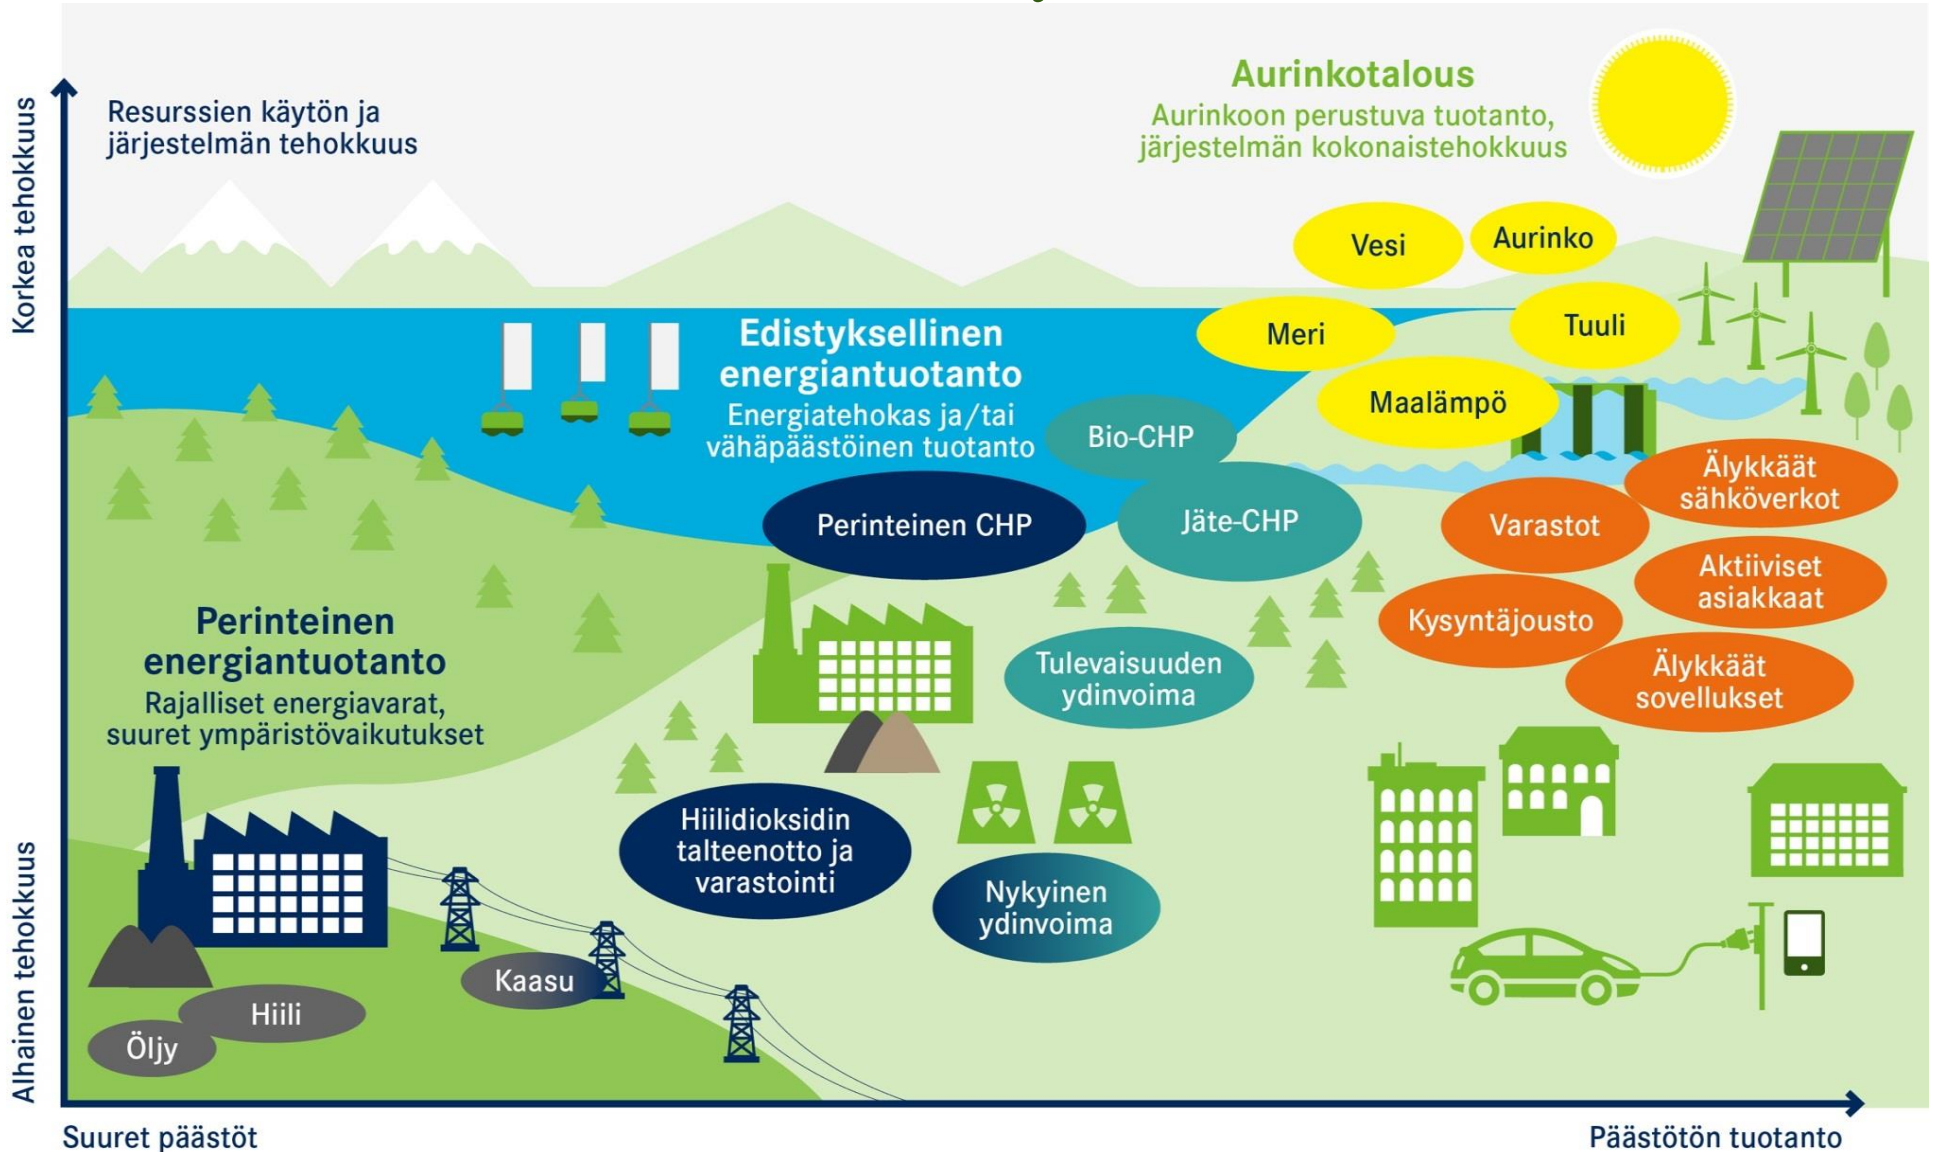 Korkea tehokkuus
Alhainen tehokkuus
Resurssien käytön ja
järjestelmän tehokkuus
Aurinkotalous
Aurinkoon perustuva tuotanto,
järjestelmän kokonaistehokkuus
Vesi
Aurinko
Meri
Tuuli
Maalämpö
Edistyksellinen
energiantuotanto
Energiatehokas ja/tai
vähäpäästöinen tuotanto
Bio-CHP
Perinteinen CHP
Jäte-CHP
Älykkäät
sähköverkot
Varastot
Aktiiviset
asiakkaat
Kysyntäjousto
Älykkäät
sovellukset
Perinteinen
energiantuotanto
Rajalliset energiavarat,
suuret ympäristövaikutukset
Tulevaisuuden
ydinvoima
Hiilidioksidin
talteenotto ja
varastointi
Nykyinen
ydinvoima
Kaasu
Hiili
Öljy
Suuret päästöt
Päästötön tuotanto